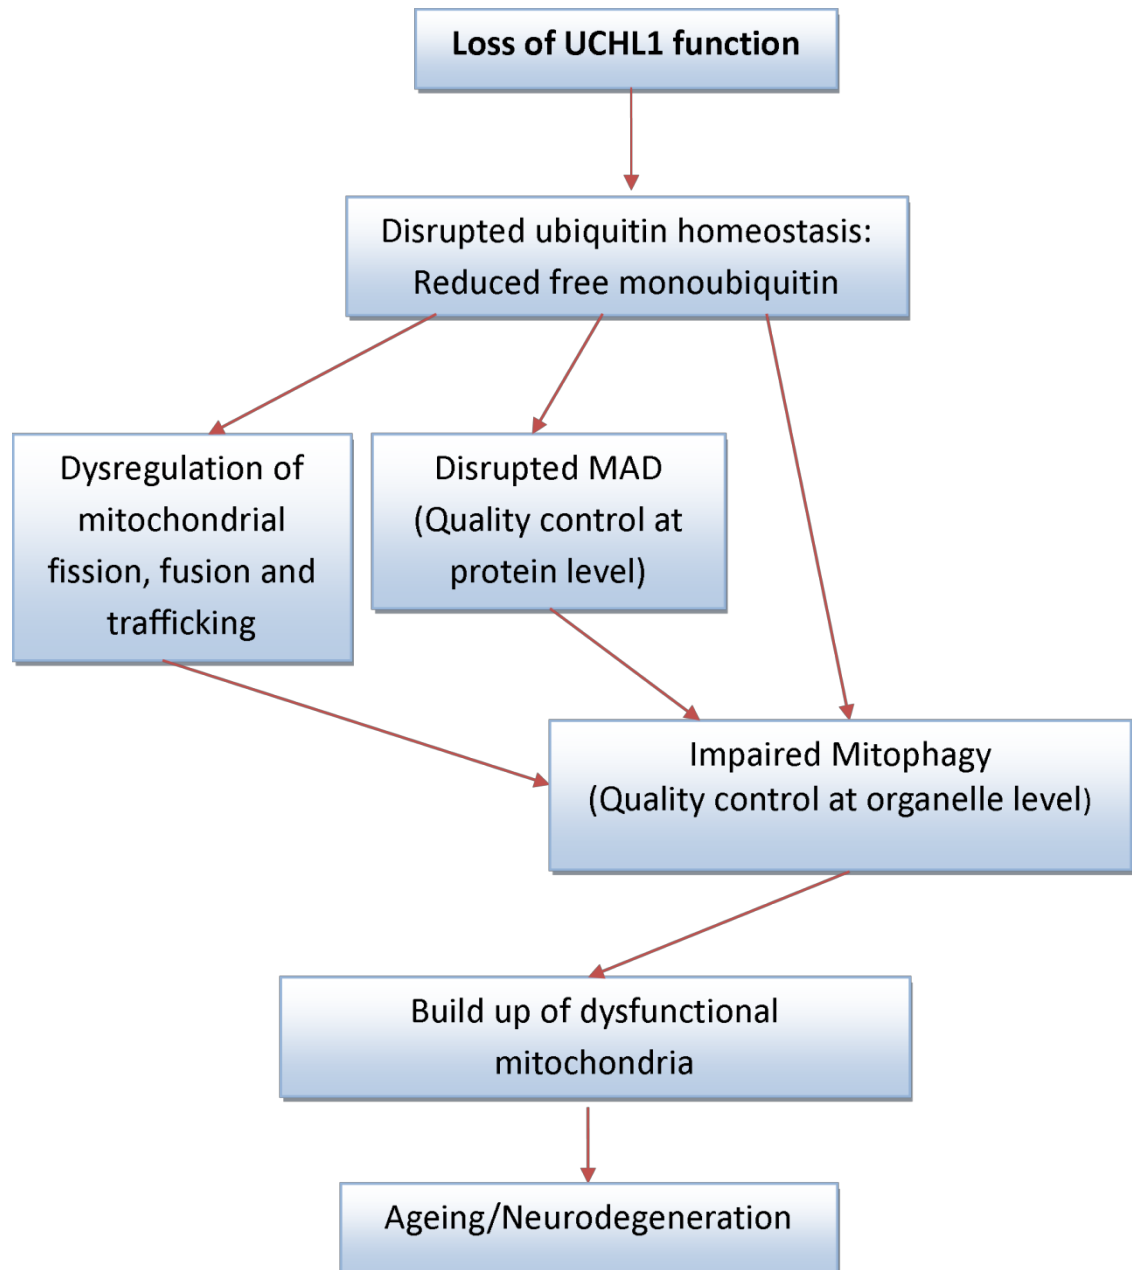 Loss of UCHL1 function
Disrupted ubiquitin homeostasis:
Reduced free monoubiquitin
Dysregulation of
mitochondrial
fission, fusion and
trafficking
Disrupted MAD
(Quality control at
protein level)
Impaired Mitophagy
(Quality control at organelle level)
Build up of dysfunctional
mitochondria
Ageing/Neurodegeneration